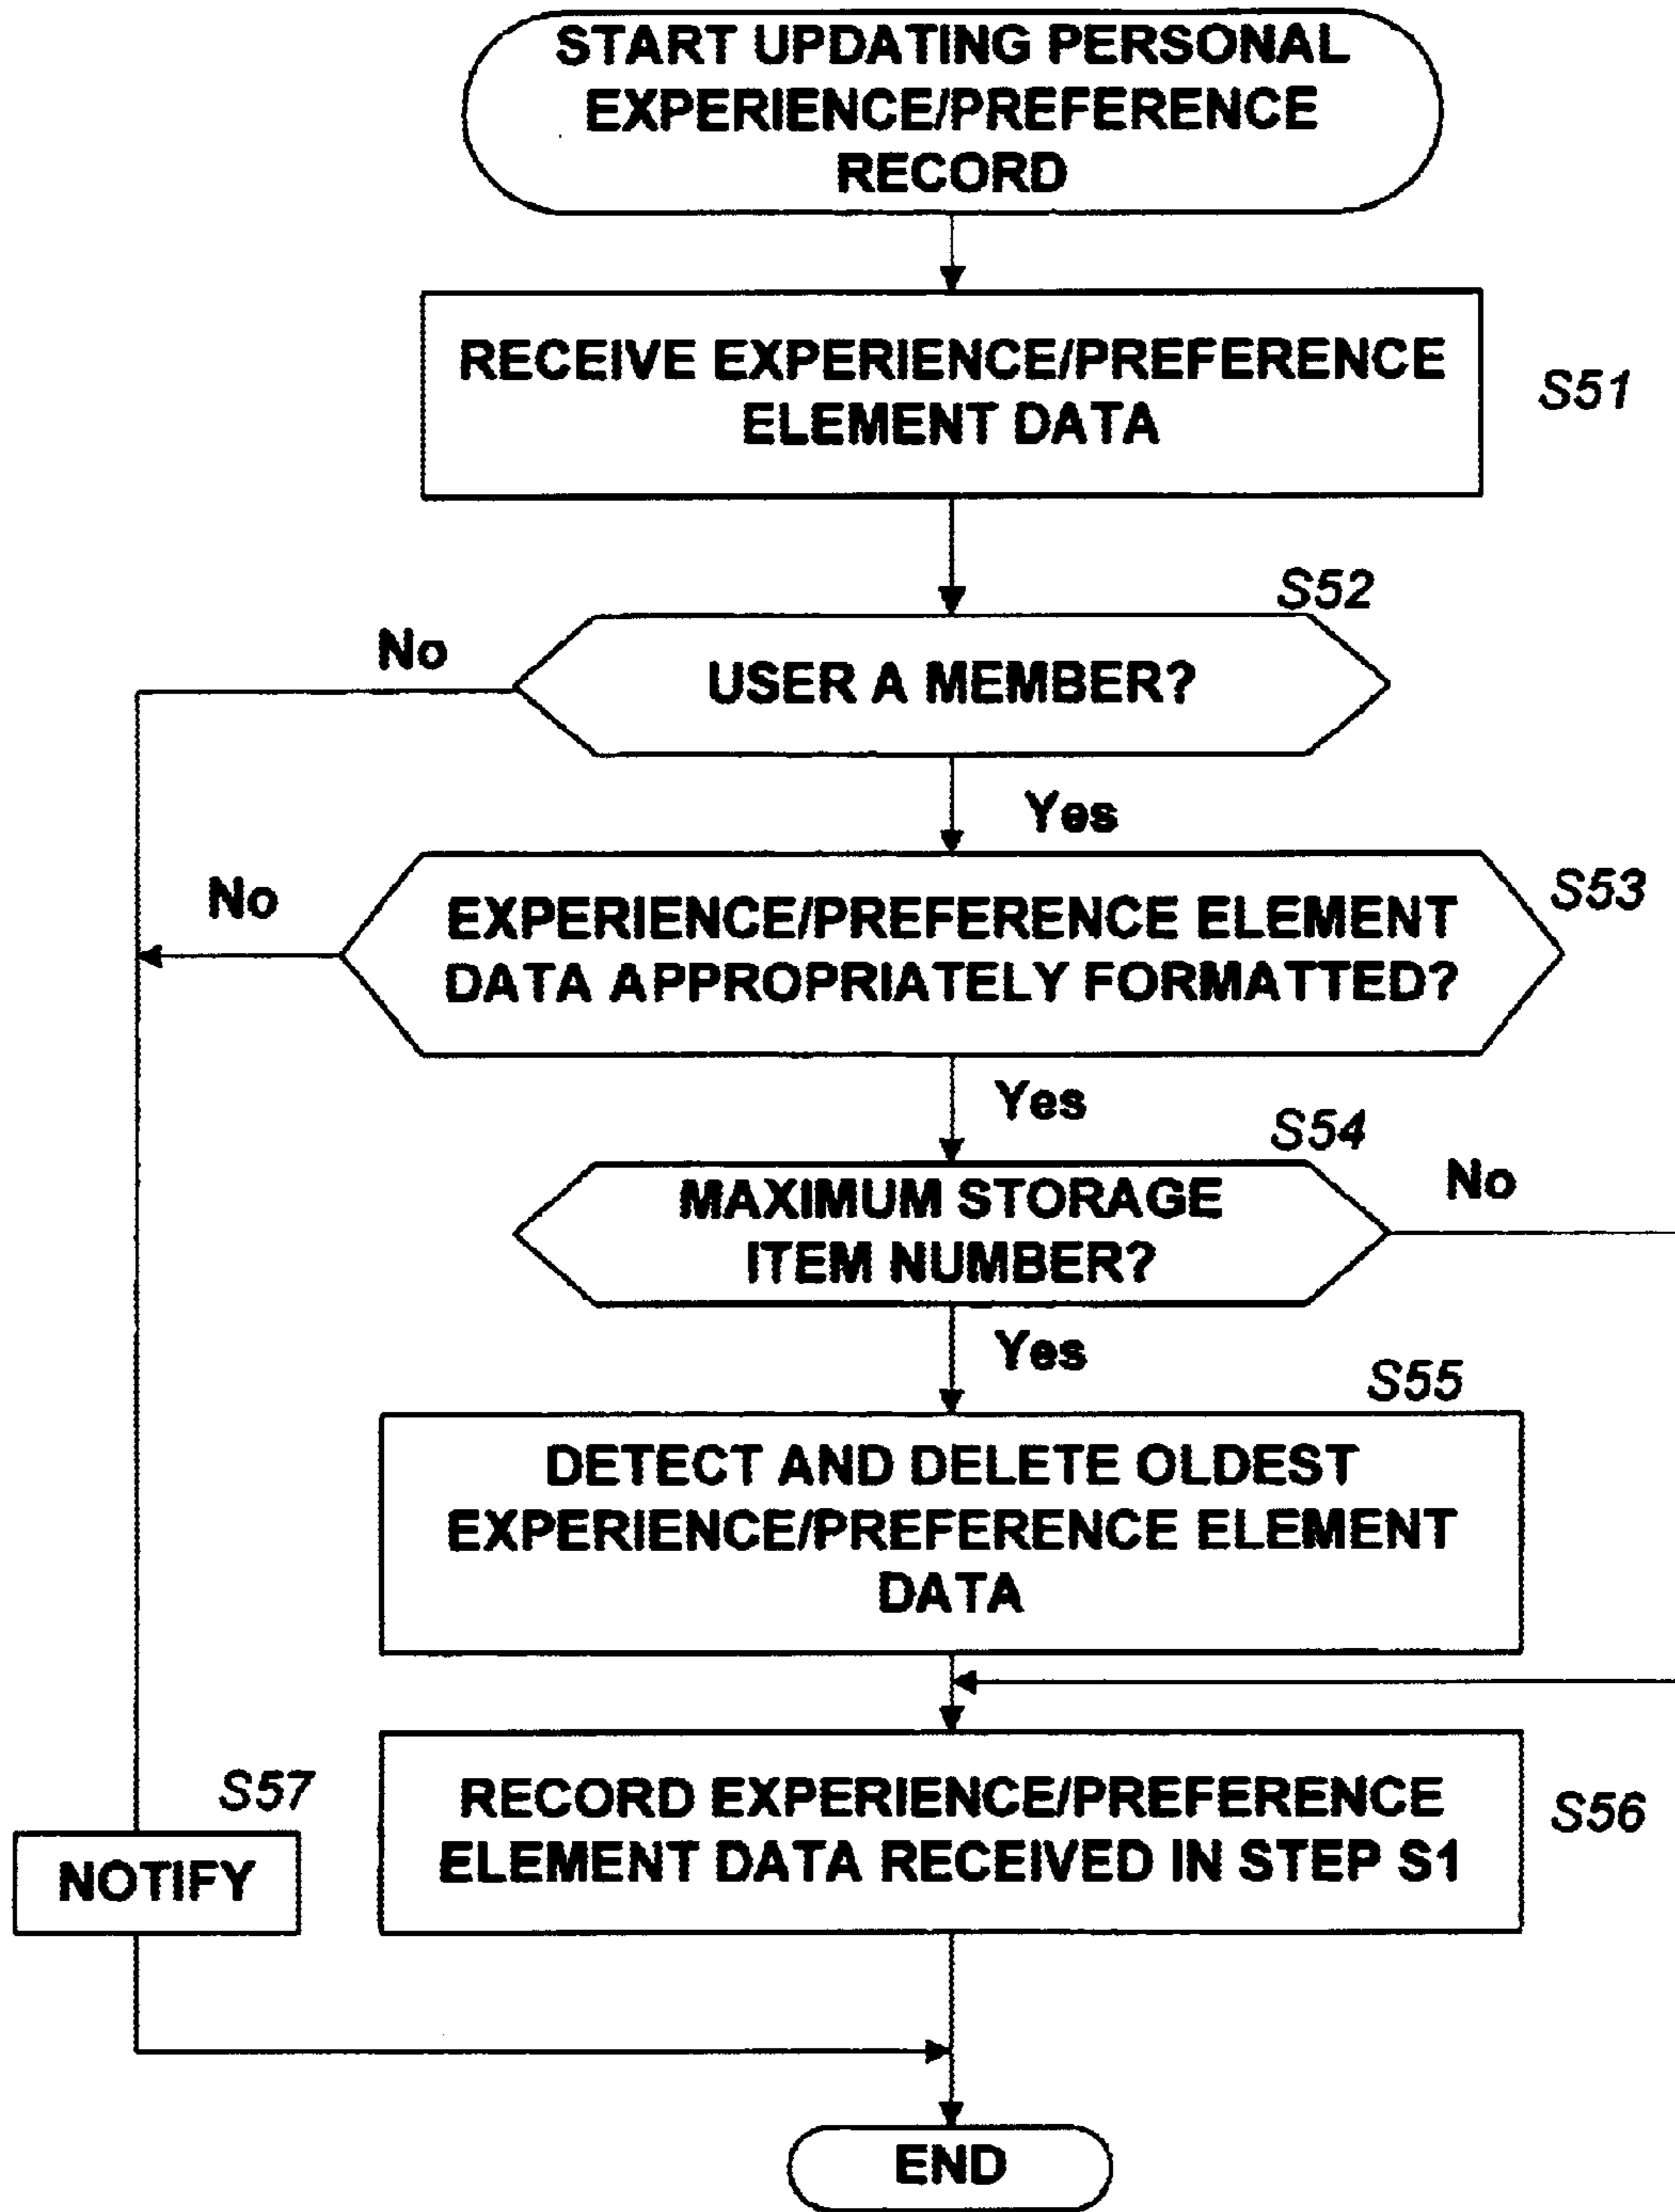 START UPDATING PERSONAL
EXPERIENCE/PREFERENCE
RECORD
RECEIVE EXPERIENCE/PREFERENCE
ELEMENT DATA
S51
S52
No
USER A MEMBER?
Yes
S53
No
EXPERIENCE/PREFERENCE ELEMENT
DATA APPROPRIATELY FORMATTED?
Yes
S54
No
MAXIMUM STORAGE
ITEM NUMBER?
Yes
S55
DETECT AND DELETE OLDEST
EXPERIENCE/PREFERENCE ELEMENT
DATA
S57
NOTIFY
RECORD EXPERIENCE/PREFERENCE
ELEMENT DATA RECEIVED IN STEP S1
S56
END